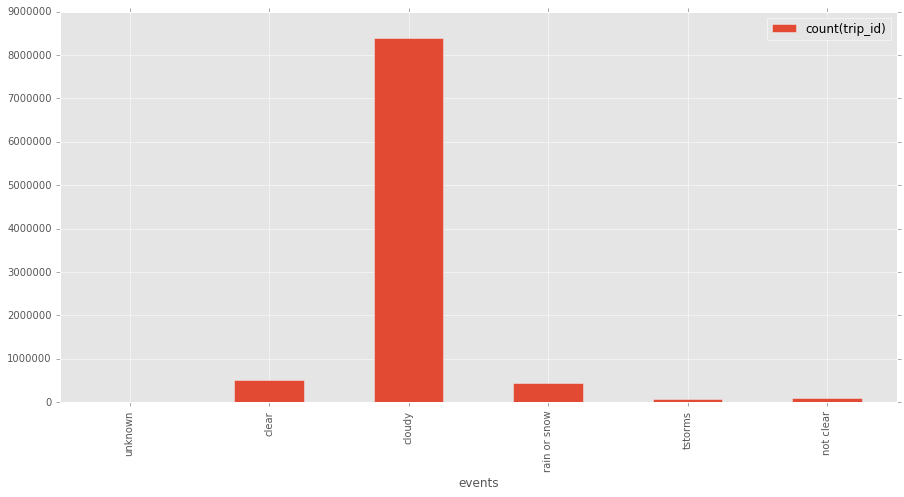 9000000
8000000
7000000
6000000
5000000
4000000
3000000
2000000
1000000
0
count(trip_id)
unknown
clear
cloudy
rain or snow
tstorms
not clear
events